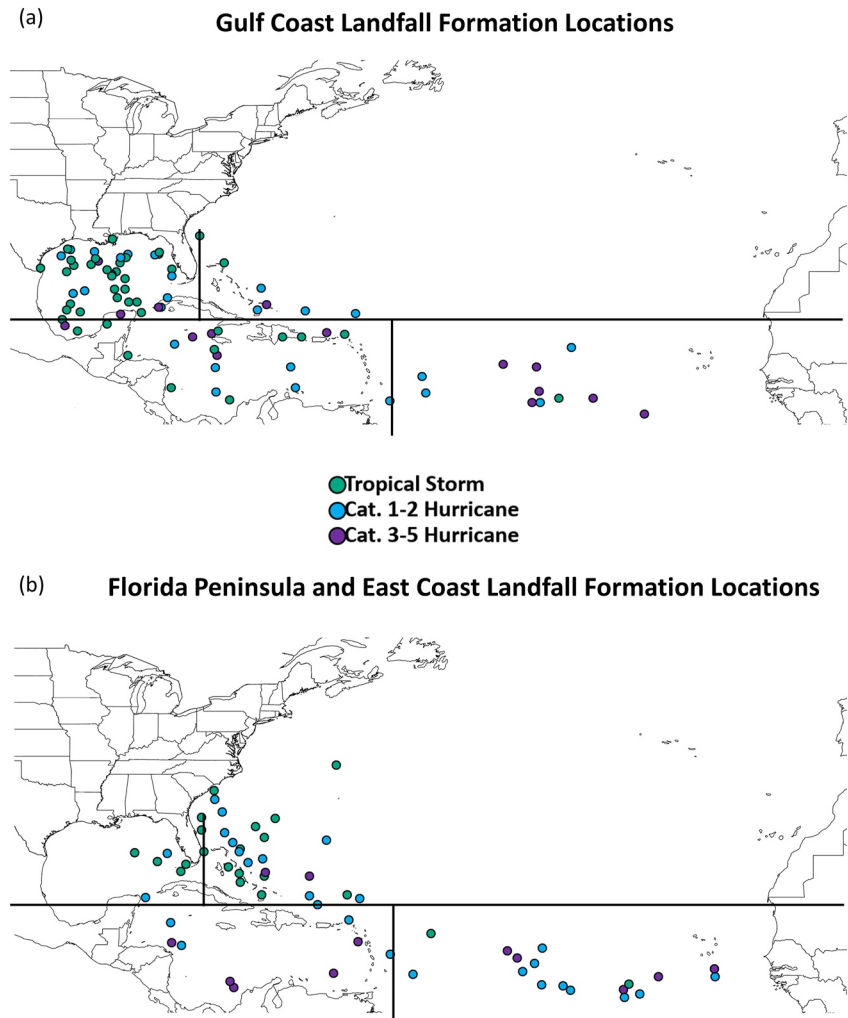 (a)
Gulf Coast Landfall Formation Locations
Tropical Storm
Cat. 1-2 Hurricane
Cat. 3-5 Hurricane
(b)
Florida Peninsula and East Coast Landfall Formation Locations